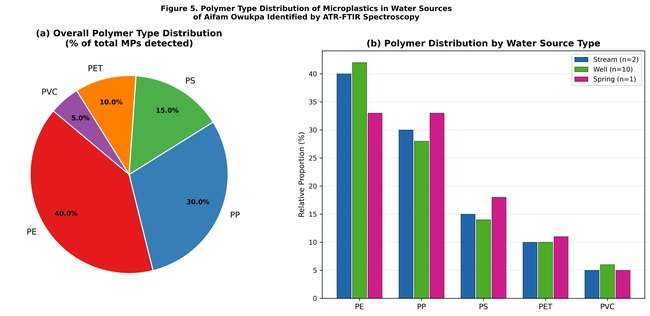 Figure 5. Polymer Type Distribution of Microplastics in Water Sources
of Aifam Owukpa Identified by ATR-FTIR Spectroscopy
(a) Overall Polymer Type Distribution
(% of total MPs detected)
PET
PS
PVC
10.0%
15.0%
5.0%
30.0%
40.0%
PP
PE
(b) Polymer Distribution by Water Source Type
Stream (n=2)
Well (n=10)
Spring (n=1)
Relative Proportion (%)
40
35
30
25
20
15
10
5
0
PE
PP
PS
PET
PVC